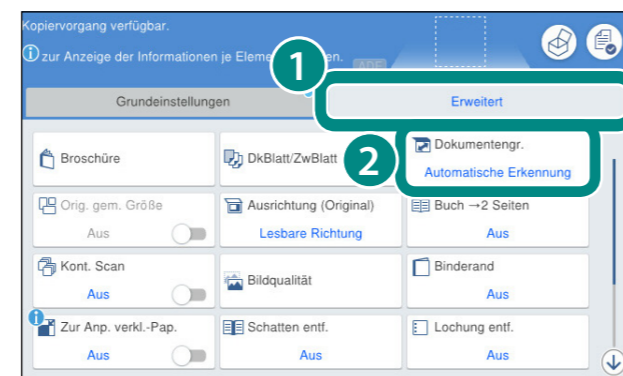 Kopiervorgang verfügbar.
zur Anzeige der Informationen je Eleme en.
ADF
1
Grundeinstellungen
Erweitert
Broschüre
DkBlatt/ZwBlatt
2
Dokumentengr.
Automatische Erkennung
Orig. gem. Größe
Aus
Ausrichtung (Original)
Lesbare Richtung
Buch →2 Seiten
Aus
Kont. Scan
Aus
Bildqualität
Binderand
Aus
Zur Anp. verkl.-Pap.
Aus
Schatten entf.
Aus
Lochung entf.
Aus